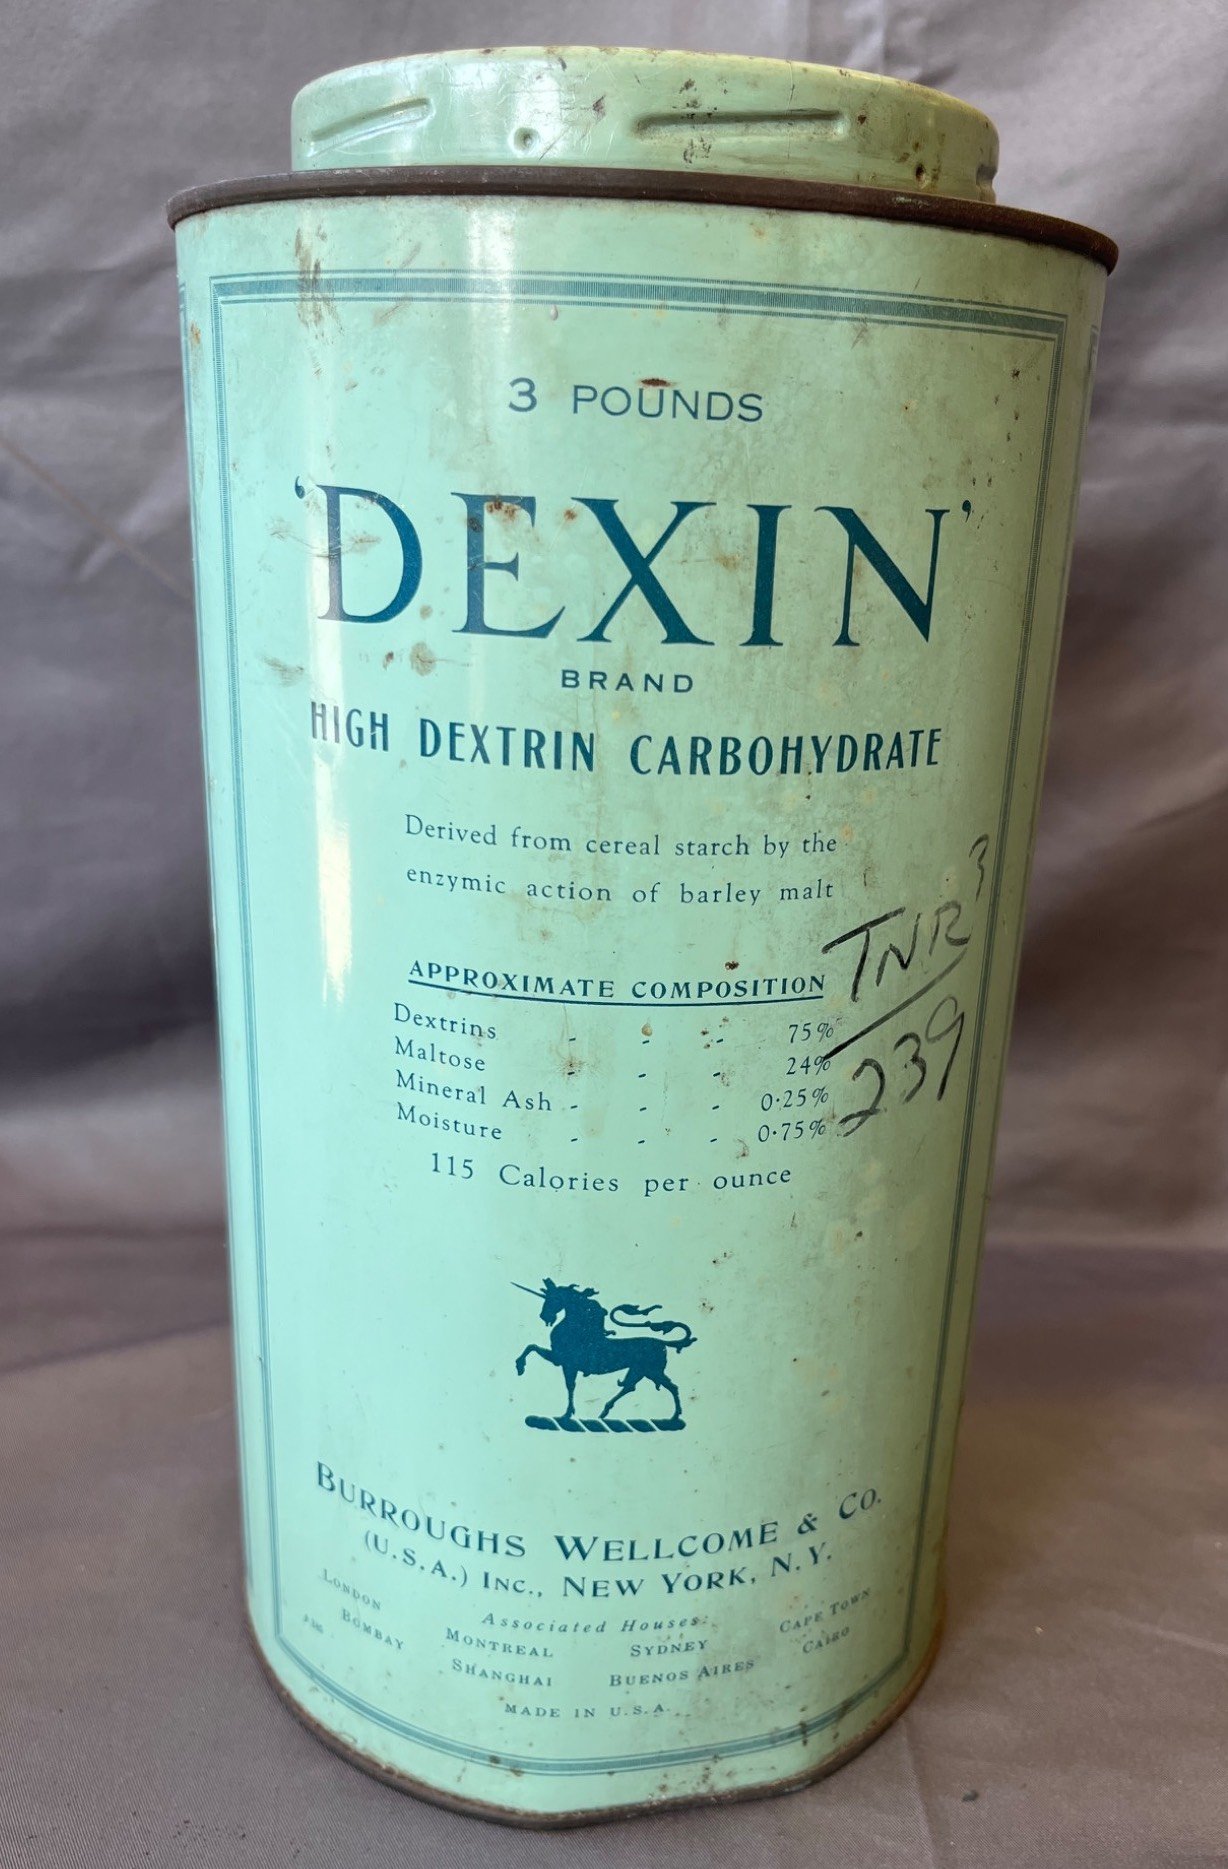 3 POUNDS
‘DEXIN’
BRAND
HIGH DEXTRIN CARBOHYDRATE
Derived from cereal starch by the
enzymic action of barley malt
APPROXIMATE COMPOSITION
Dextrins - - - 75%
Maltose - - - 24%
Mineral Ash - - - 0·25%
Moisture - - - 0·75%
115 Calories per ounce
TNR 3
239
BURROUGHS WELLCOME & CO.
(U.S.A.) INC., NEW YORK, N.Y.
Associated Houses:
LONDON MONTREAL SYDNEY CAPE TOWN
BOMBAY SHANGHAI BUENOS AIRES CAIRO
MADE IN U.S.A.